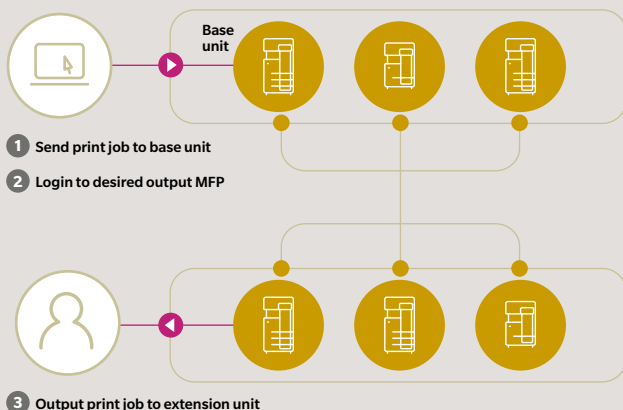 Base
unit
1 Send print job to base unit
2 Login to desired output MFP
3 Output print job to extension unit